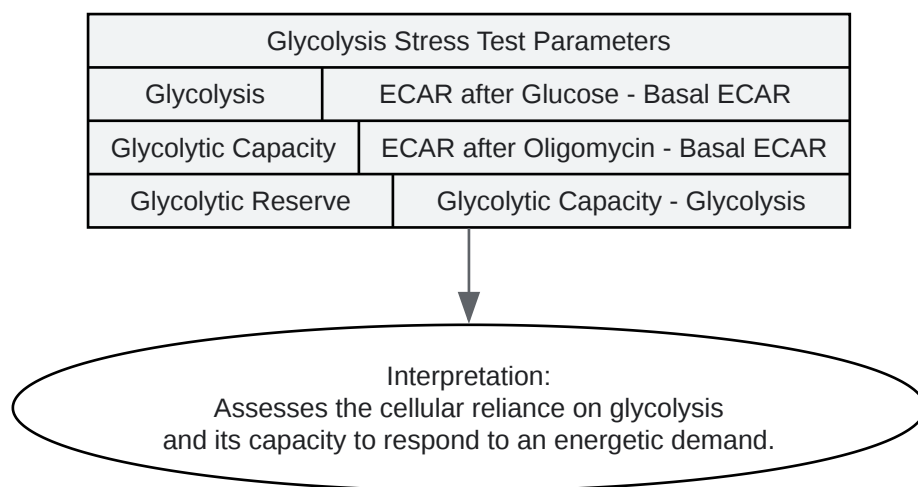 Glycolysis Stress Test Parameters
Glycolysis
ECAR after Glucose - Basal ECAR
Glycolytic Capacity
ECAR after Oligomycin - Basal ECAR
Glycolytic Reserve
Glycolytic Capacity - Glycolysis
Interpretation:
Assesses the cellular reliance on glycolysis
and its capacity to respond to an energetic demand.